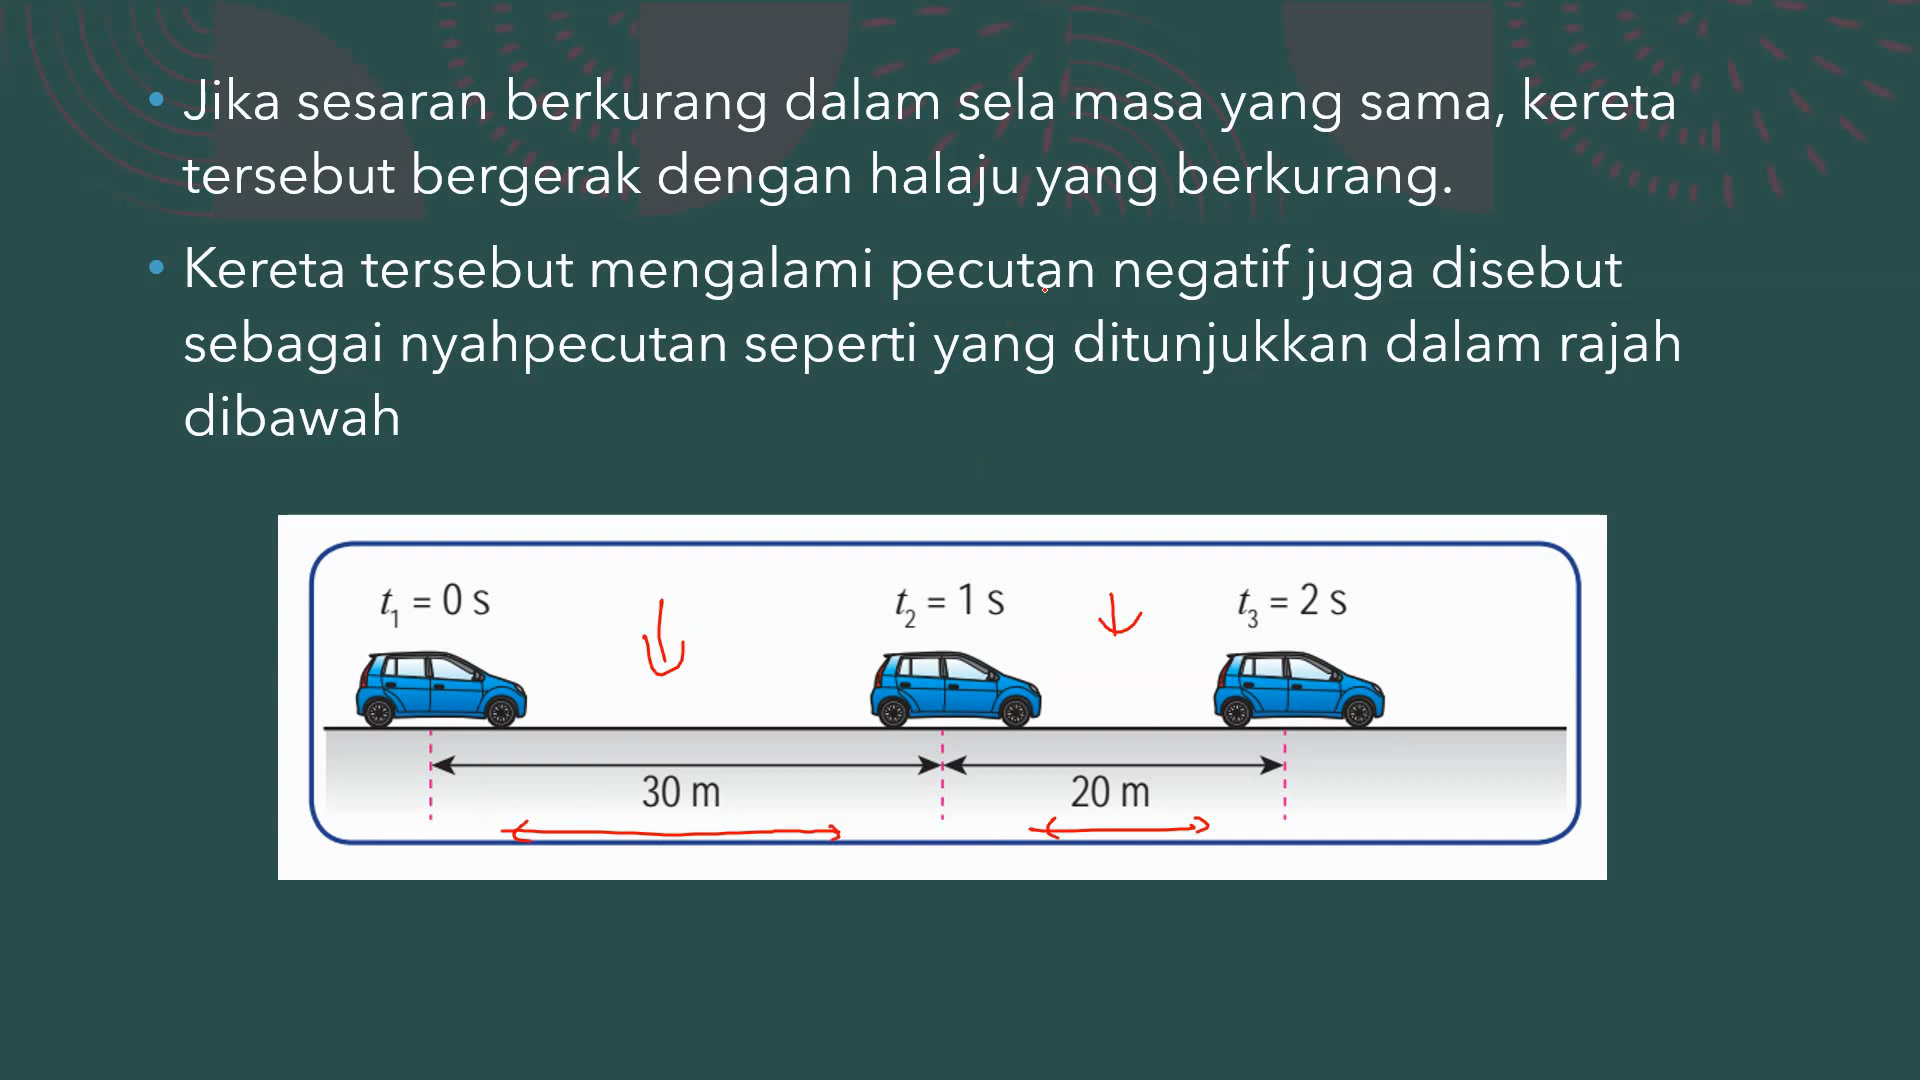 Jika sesaran berkurang dalam sela masa yang sama, kereta
tersebut bergerak dengan halaju yang berkurang.
Kereta tersebut mengalami pecutan negatif juga disebut
sebagai nyahpecutan seperti yang ditunjukkan dalam rajah
dibawah
t₁ = 0 s
t₂ = 1 s
t₃ = 2 s
30 m
20 m